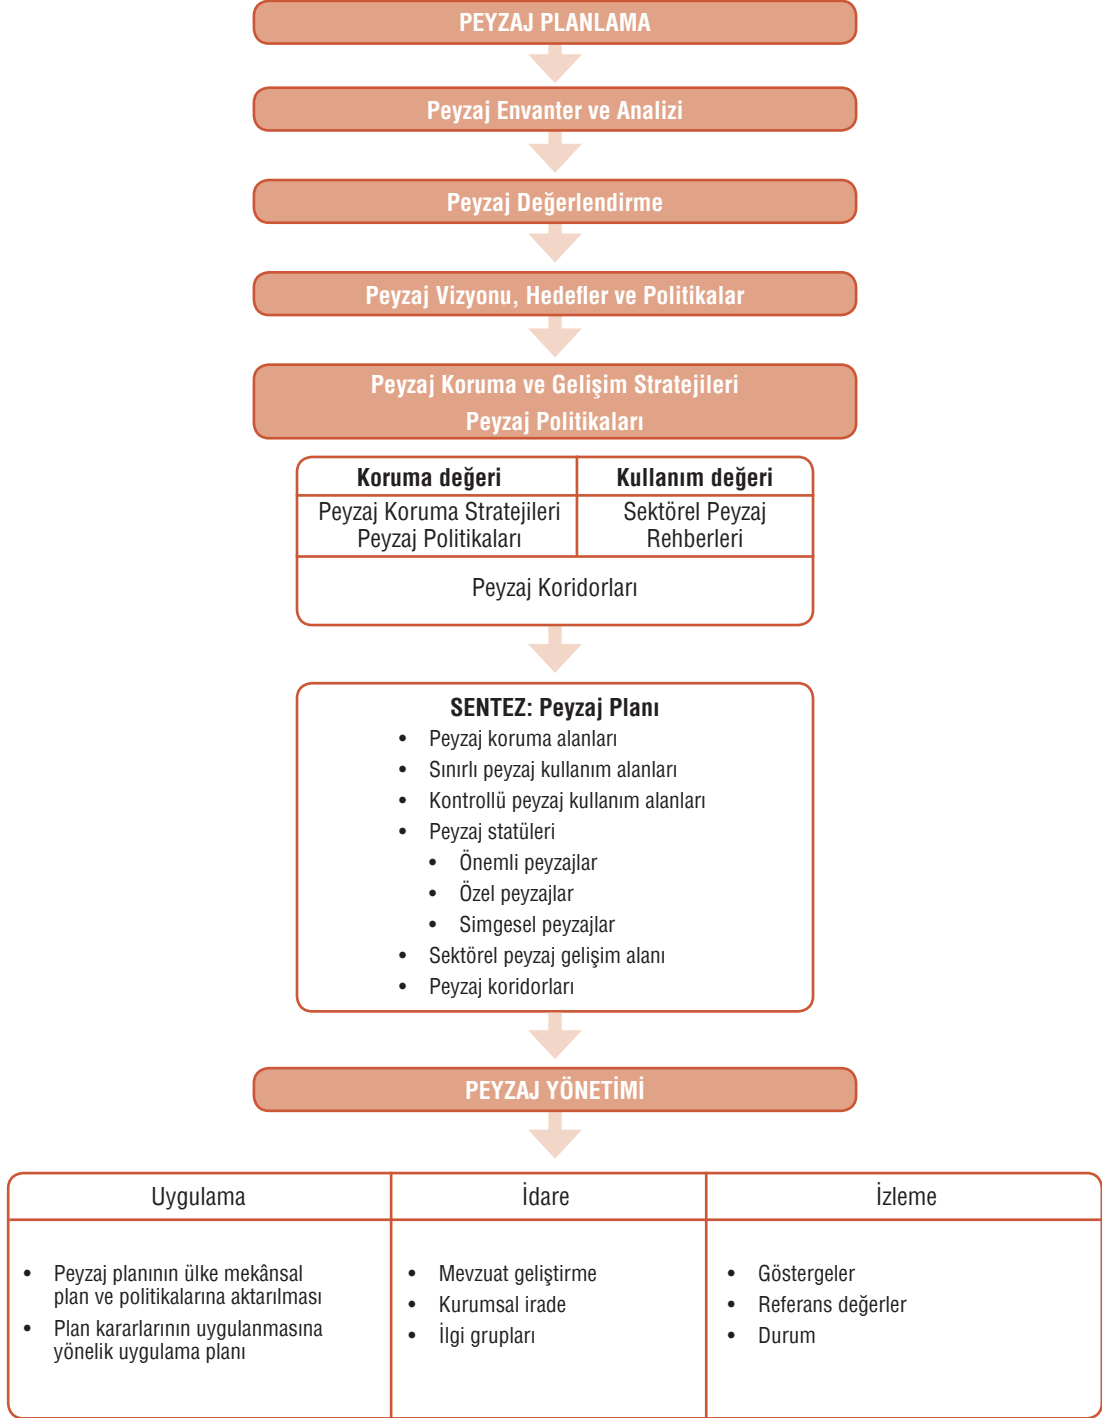 PEYZAJ PLANLAMA
Peyzaj Envanter ve Analizi
Peyzaj Değerlendirme
Peyzaj Vizyonu, Hedefler ve Politikalar
Peyzaj Koruma ve Gelişim Stratejileri
Peyzaj Politikaları
Koruma değeri
Peyzaj Koruma Stratejileri
Peyzaj Politikaları
Kullanım değeri
Sektörel Peyzaj
Rehberleri
Peyzaj Koridorları
SENTEZ: Peyzaj Planı
• Peyzaj koruma alanları
• Sınırlı peyzaj kullanım alanları
• Kontrollü peyzaj kullanım alanları
• Peyzaj statüleri
• Önemli peyzajlar
• Özel peyzajlar
• Simgesel peyzajlar
• Sektörel peyzaj gelişim alanı
• Peyzaj koridorları
PEYZAJ YÖNETİMİ
Uygulama
• Peyzaj planının ülke mekânsal
plan ve politikalarına aktarılması
• Plan kararlarının uygulanmasına
yönelik uygulama planı
İdare
• Mevzuat geliştirme
• Kurumsal irade
• İlgi grupları
İzleme
• Göstergeler
• Referans değerler
• Durum